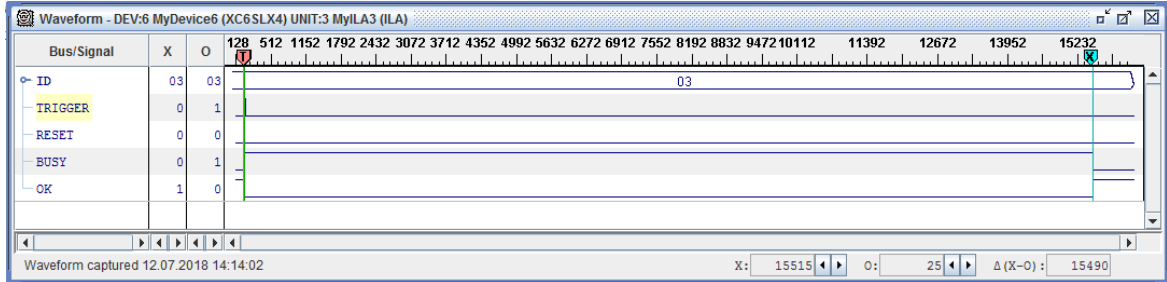 Waveform - DEV:6 MyDevice6 (XC6SLX4) UNIT:3 MyILA3 (ILA)
Bus/Signal X O 128 512 1152 1792 2432 3072 3712 4352 4992 5632 6272 6912 7552 8192 8832 9472 10112 11392 12672 13952 15232
T X
ID 03 03 03
TRIGGER 0 1
RESET 0 0
BUSY 0 1
OK 1 0
Waveform captured 12.07.2018 14:14:02 X: 15515 O: 25 Δ(X-O): 15490